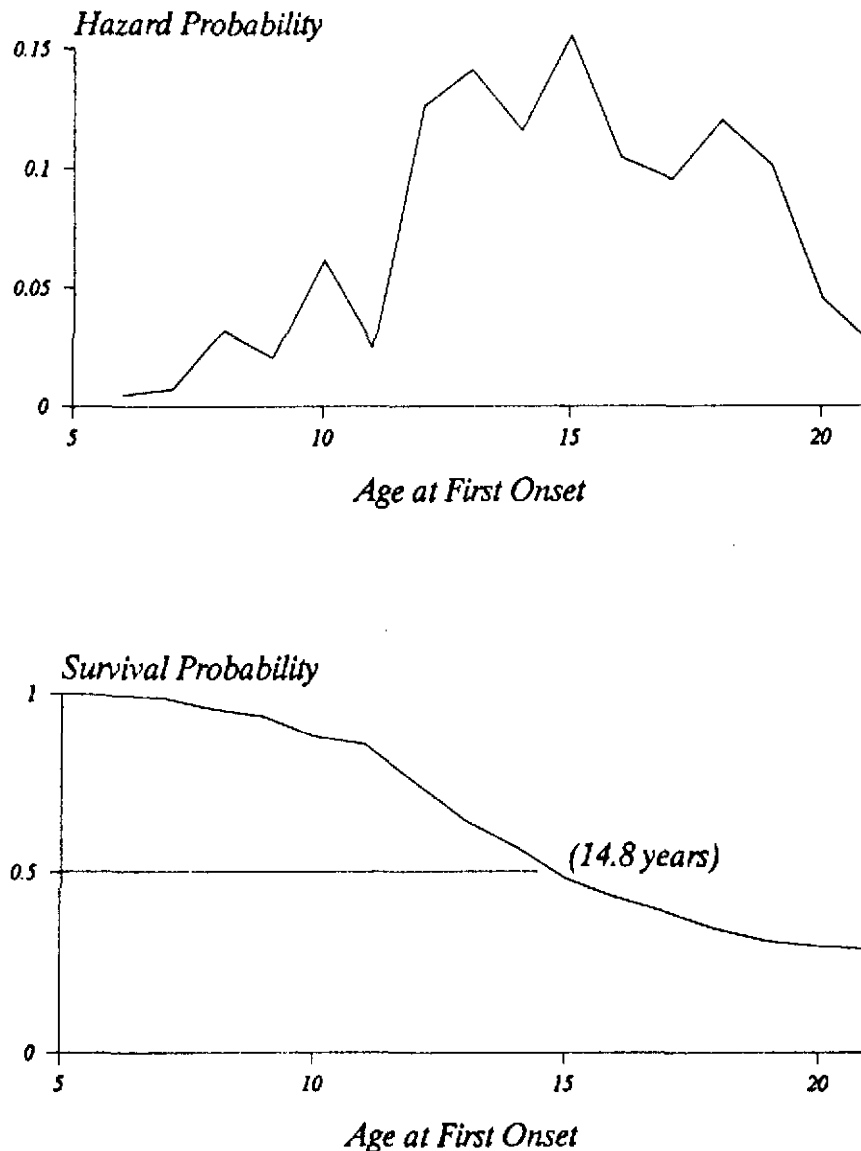 Hazard Probability
0.15
0.1
0.05
0
5 10 15 20
Age at First Onset
Survival Probability
1
(14.8 years)
0.5
0
5 10 15 20
Age at First Onset